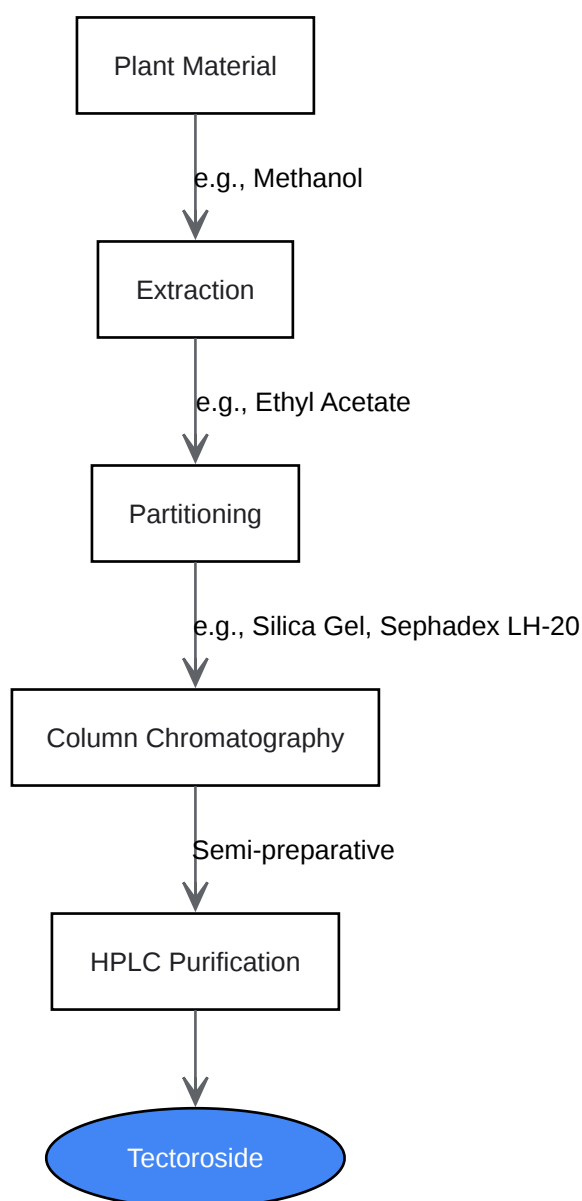 Plant Material
e.g., Methanol
Extraction
e.g., Ethyl Acetate
Partitioning
e.g., Silica Gel, Sephadex LH-20
Column Chromatography
Semi-preparative
HPLC Purification
Tectoroside